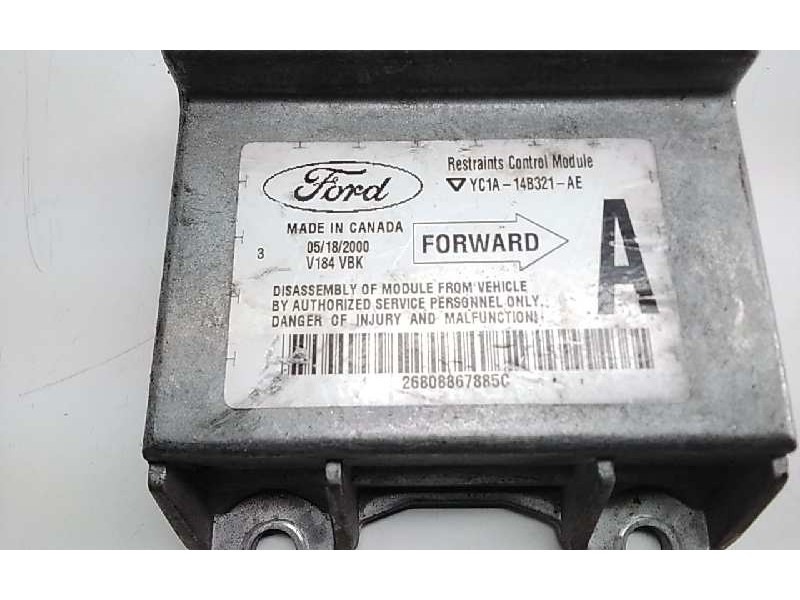 Ford
Restraints Control Module
YC1A-14B321-AE
MADE IN CANADA
05/18/2000
V184 VBK
3
FORWARD
A
DISASSEMBLY OF MODULE FROM VEHICLE
BY AUTHORIZED SERVICE PERSONNEL ONLY.
DANGER OF INJURY AND MALFUNCTION!
26808867885C